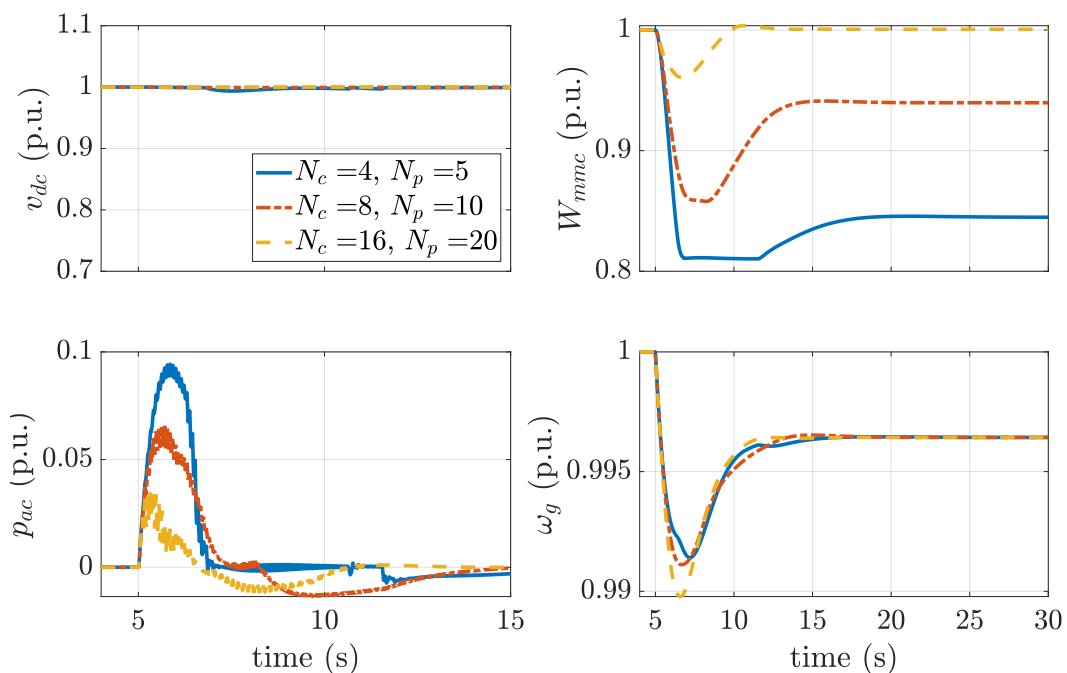 1.1
1
0.9
0.8
0.7
v_dc (p.u.)
N_c =4, N_p =5
N_c =8, N_p =10
N_c =16, N_p =20
1
0.9
0.8
W_mmc (p.u.)
0.1
0.05
0
p_ac (p.u.)
5 10 15
time (s)
1
0.995
0.99
ω_g (p.u.)
5 10 15 20 25 30
time (s)